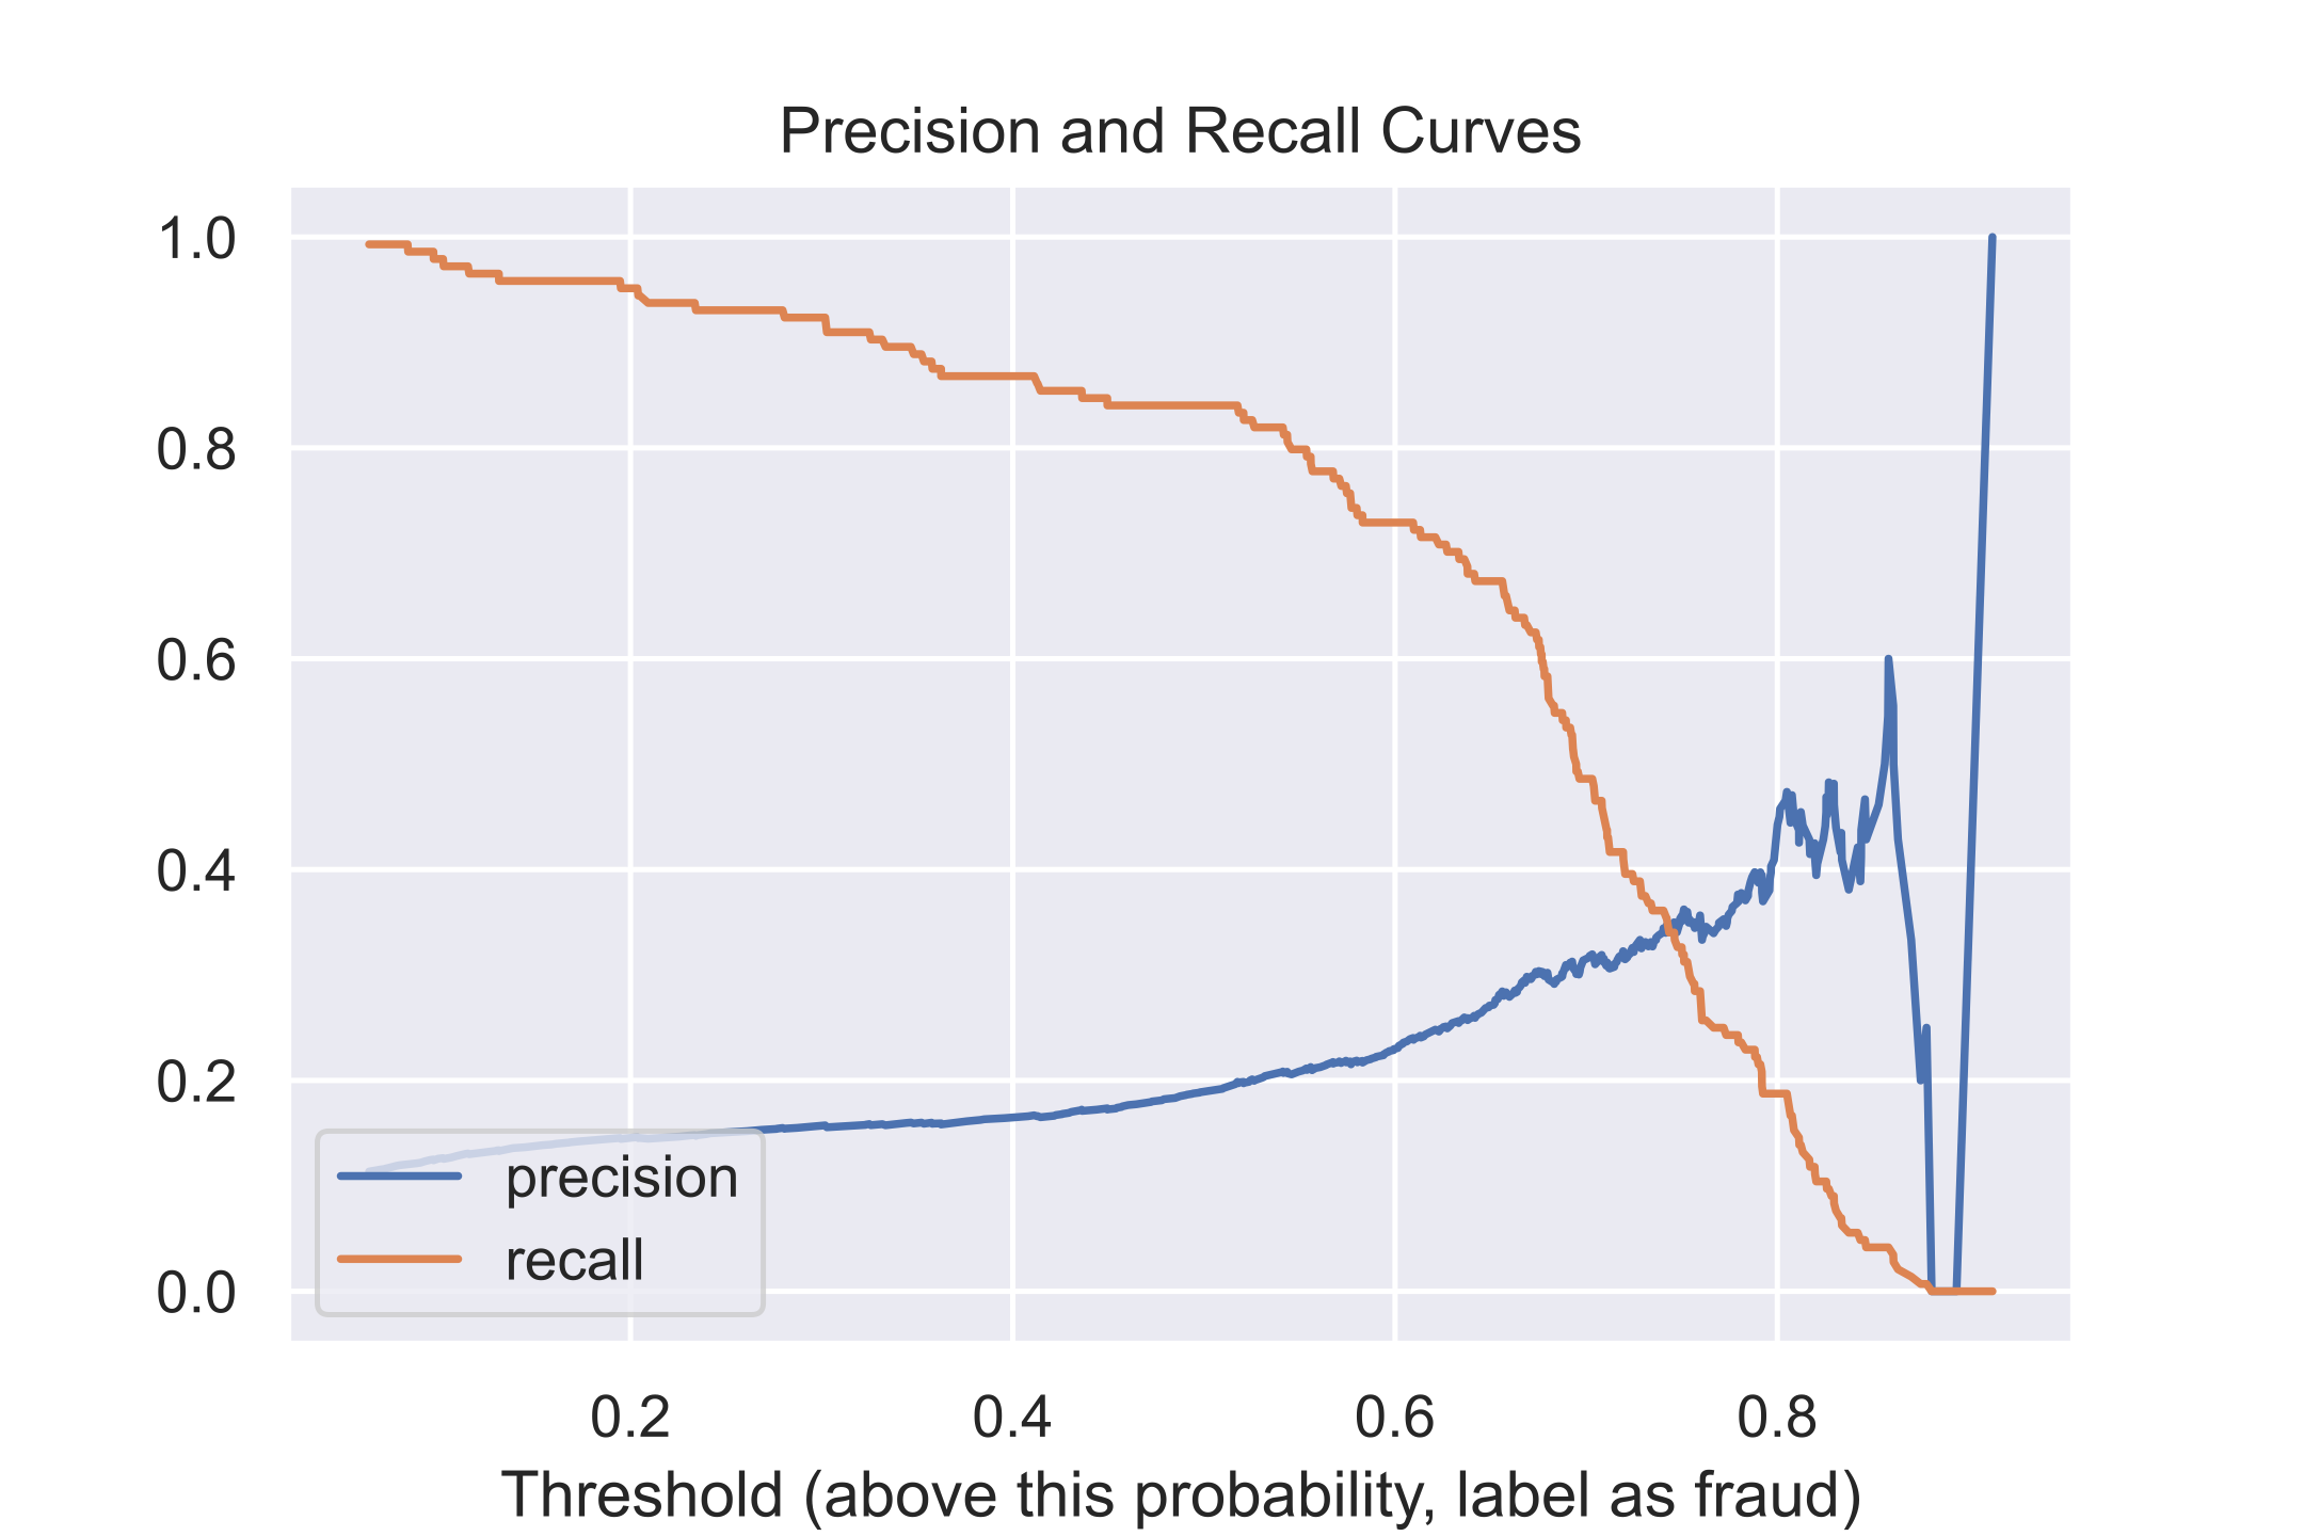 Precision and Recall Curves
1.0
0.8
0.6
0.4
0.2
0.0
precision
recall
0.2 0.4 0.6 0.8
Threshold (above this probability, label as fraud)